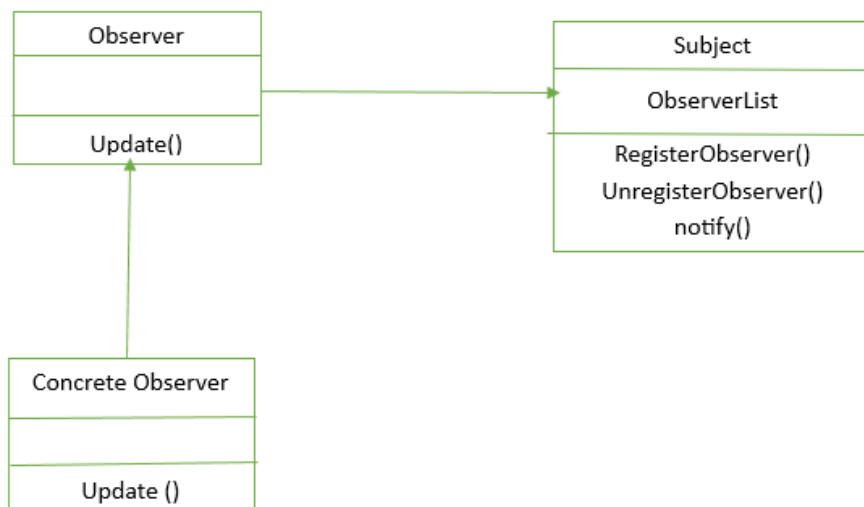 Observer
Update()
Subject
ObserverList
RegisterObserver()
UnregisterObserver()
notify()
Concrete Observer
Update ()